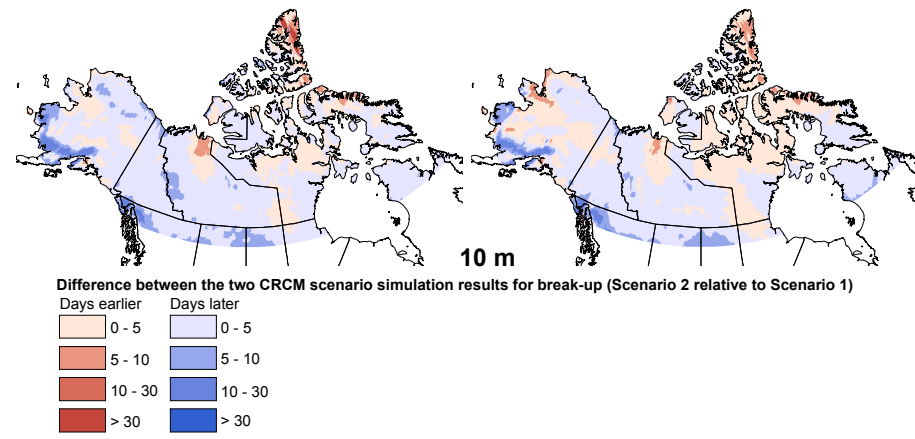 10 m
Difference between the two CRCM scenario simulation results for break-up (Scenario 2 relative to Scenario 1)
Days earlier Days later
0 - 5 0 - 5
5 - 10 5 - 10
10 - 30 10 - 30
> 30 > 30